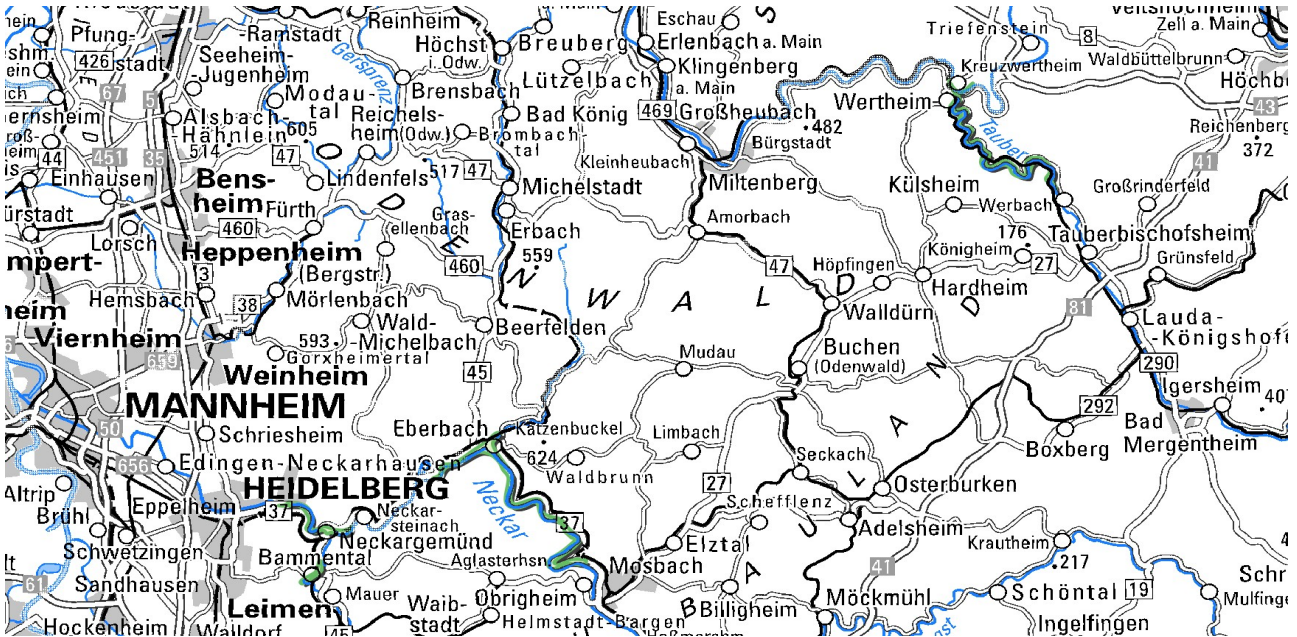 Pfung-
stadt
426
-Ramstadt
Reinheim
Gersprenz
Höchst
i. Odw.
Breuberg
Eschau
Erlenbach a. Main
Klingenberg
a. Main
Triefenstein
8
Zell a. Main
Waldbüttelbrunn
Kreuzwertheim
Seeheim-
-Jugenheim
67
Modau-
tal
Brensbach
Lützelbach
469
Großheubach
Wertheim
43
Alsbach-
Hähnlein
605
514
Reichels-
heim (Odw.)
Brombach
tal
Bad König
482
Bürgstadt
Tauber
Reichenberg
372
44
451
35
47
517
47
Kleinheubach
41
Einhausen
Bens-
heim
Lindenfels
Michelstadt
Miltenberg
Külsheim
Großrinderfeld
Fürth
460
Lorsch
Gras-
ellenbach
Erbach
Amorbach
Werbach
Tauberbischofsheim
Heppenheim
(Bergstr.)
460
559
47
Höpfingen
176
Königheim
27
Grünsfeld
3
Hemsbach
38
Mörlenbach
Hardheim
Walldürn
81
ODENWALD
Viernheim
659
593
Wald-
-Michelbach
Gorxheimertal
Beerfelden
Lauda-
-Königshofe
Weinheim
45
Mudau
Buchen
(Odenwald)
290
Igersheim
407
MANNHEIM
50
Schriesheim
Eberbach
Katzenbuckel
624
Limbach
292
Boxberg
Bad
Mergentheim
656
Edingen-Neckarhausen
Waldbrunn
Seckach
HEIDELBERG
Neckar
27
Osterburken
BAULAND
Altrip
Brühl
Eppelheim
37
Neckar-
steinach
37
Schefflenz
Adelsheim
Schwetzingen
Neckargemünd
Elztal
Krautheim
217
Bammental
Aglasterhsn
Mosbach
61
Sandhausen
41
Schöntal
19
Mulfinge
Mauer
Obrigheim
Billigheim
Möckmühl
Leimen
Waib-
stadt
Helmstadt-Bargen
Ingelfingen
Hockenheim
Walldorf
45